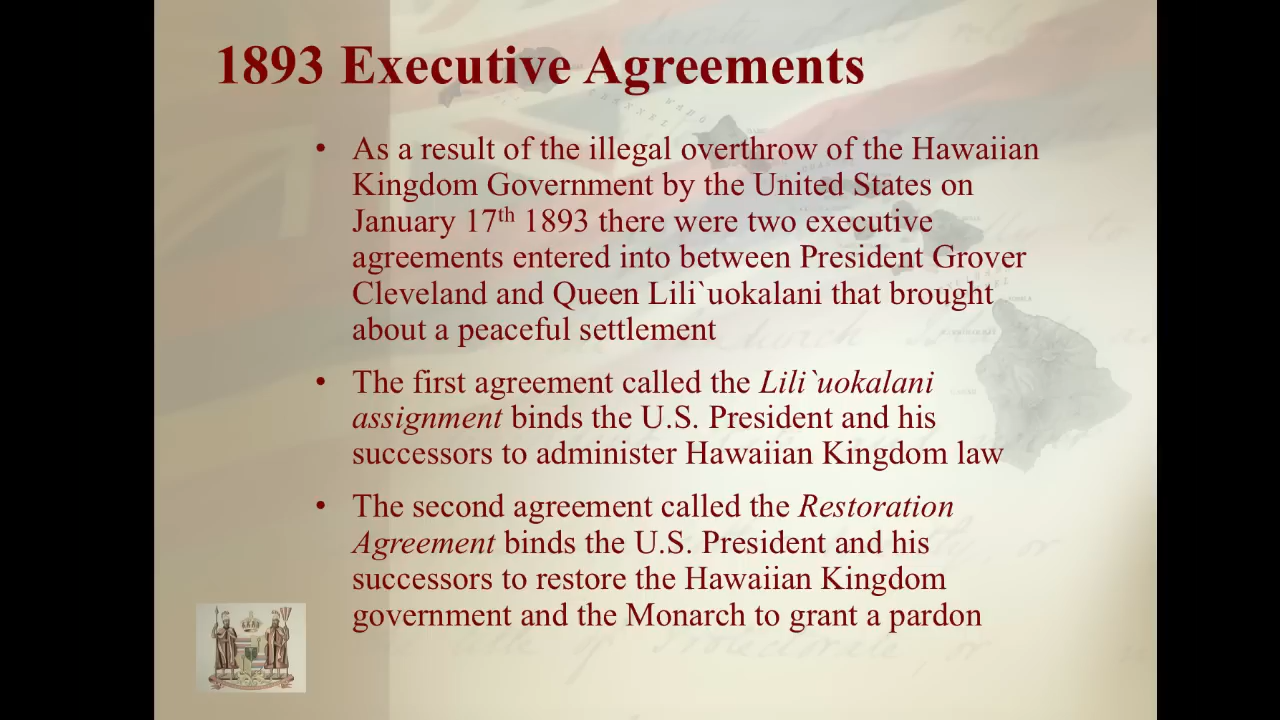 1893 Executive Agreements
• As a result of the illegal overthrow of the Hawaiian
Kingdom Government by the United States on
January 17th 1893 there were two executive
agreements entered into between President Grover
Cleveland and Queen Lili`uokalani that brought
about a peaceful settlement
• The first agreement called the Lili`uokalani
assignment binds the U.S. President and his
successors to administer Hawaiian Kingdom law
• The second agreement called the Restoration
Agreement binds the U.S. President and his
successors to restore the Hawaiian Kingdom
government and the Monarch to grant a pardon